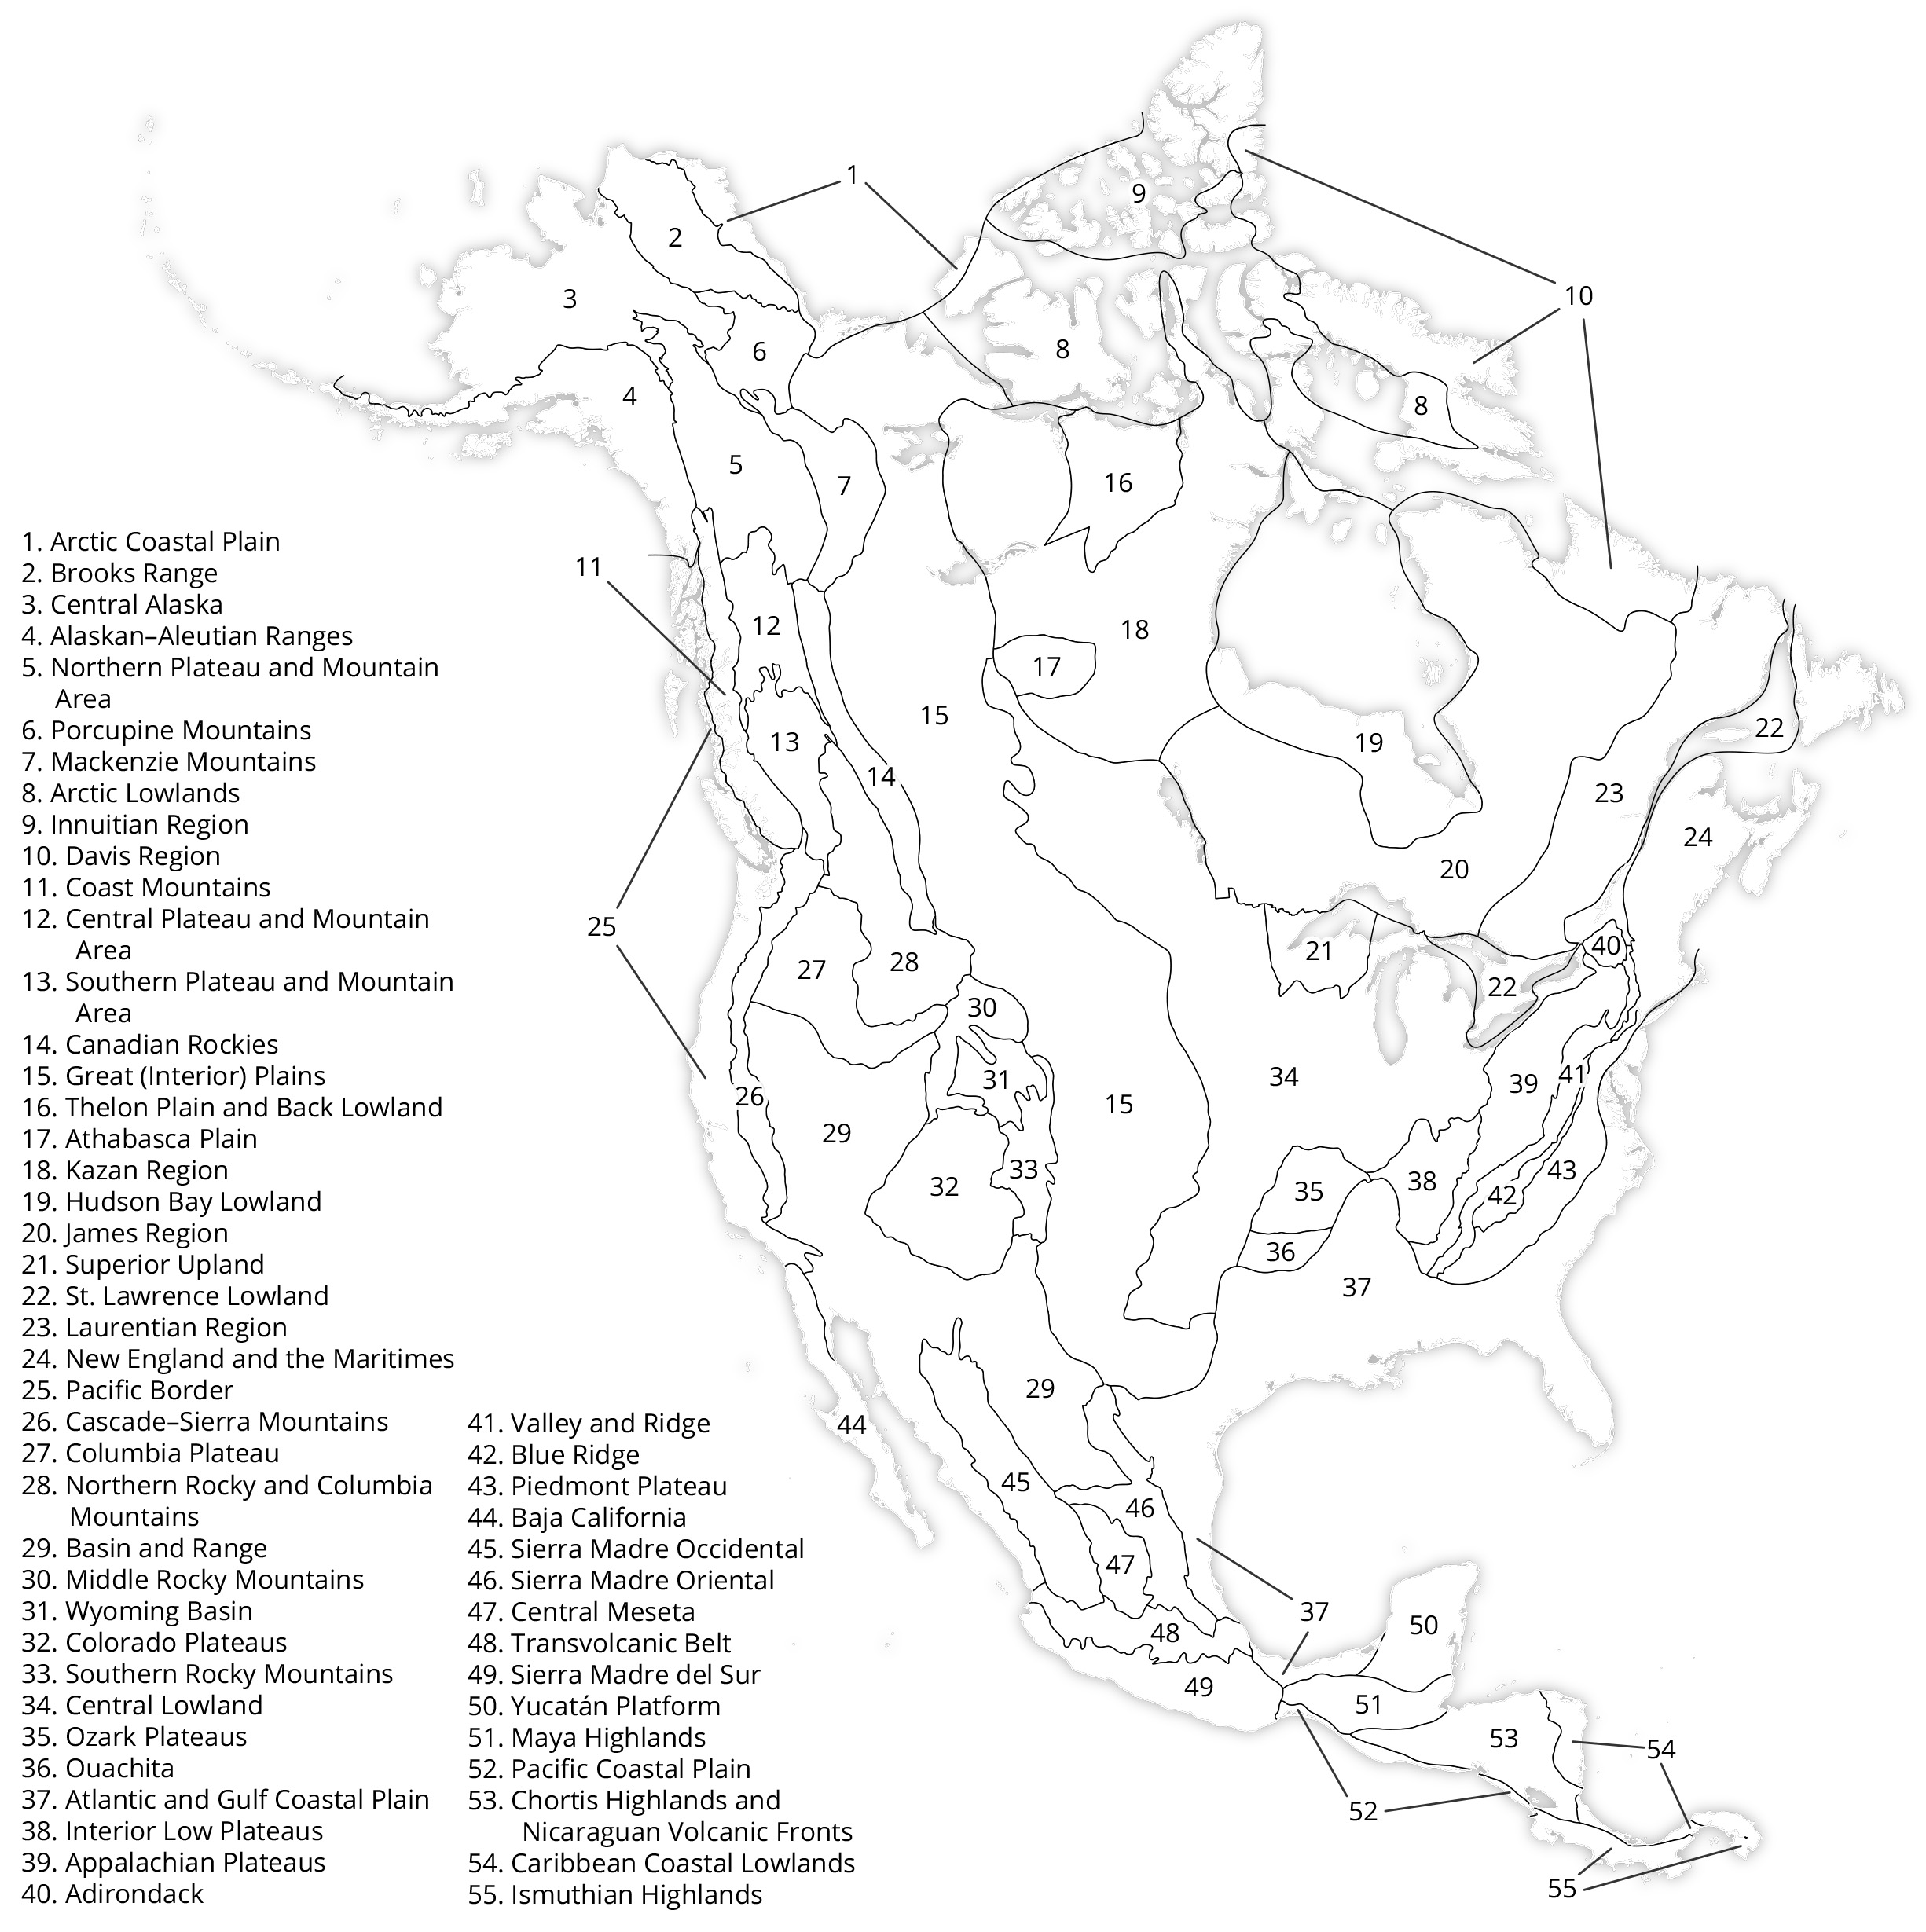 1
9
2
10
3
6
8
4
8
5
7
16
11
12
18
17
15
13
19
22
14
23
24
20
25
40
21
28
27
22
30
34
31
39
41
26
15
29
33
43
32
35
38
42
36
37
29
44
45
46
47
37
50
48
49
51
53
54
52
55
1. Arctic Coastal Plain
2. Brooks Range
3. Central Alaska
4. Alaskan–Aleutian Ranges
5. Northern Plateau and Mountain
Area
6. Porcupine Mountains
7. Mackenzie Mountains
8. Arctic Lowlands
9. Innuitian Region
10. Davis Region
11. Coast Mountains
12. Central Plateau and Mountain
Area
13. Southern Plateau and Mountain
Area
14. Canadian Rockies
15. Great (Interior) Plains
16. Thelon Plain and Back Lowland
17. Athabasca Plain
18. Kazan Region
19. Hudson Bay Lowland
20. James Region
21. Superior Upland
22. St. Lawrence Lowland
23. Laurentian Region
24. New England and the Maritimes
25. Pacific Border
26. Cascade–Sierra Mountains
27. Columbia Plateau
28. Northern Rocky and Columbia
Mountains
29. Basin and Range
30. Middle Rocky Mountains
31. Wyoming Basin
32. Colorado Plateaus
33. Southern Rocky Mountains
34. Central Lowland
35. Ozark Plateaus
36. Ouachita
37. Atlantic and Gulf Coastal Plain
38. Interior Low Plateaus
39. Appalachian Plateaus
40. Adirondack
41. Valley and Ridge
42. Blue Ridge
43. Piedmont Plateau
44. Baja California
45. Sierra Madre Occidental
46. Sierra Madre Oriental
47. Central Meseta
48. Transvolcanic Belt
49. Sierra Madre del Sur
50. Yucatán Platform
51. Maya Highlands
52. Pacific Coastal Plain
53. Chortis Highlands and
Nicaraguan Volcanic Fronts
54. Caribbean Coastal Lowlands
55. Ismuthian Highlands